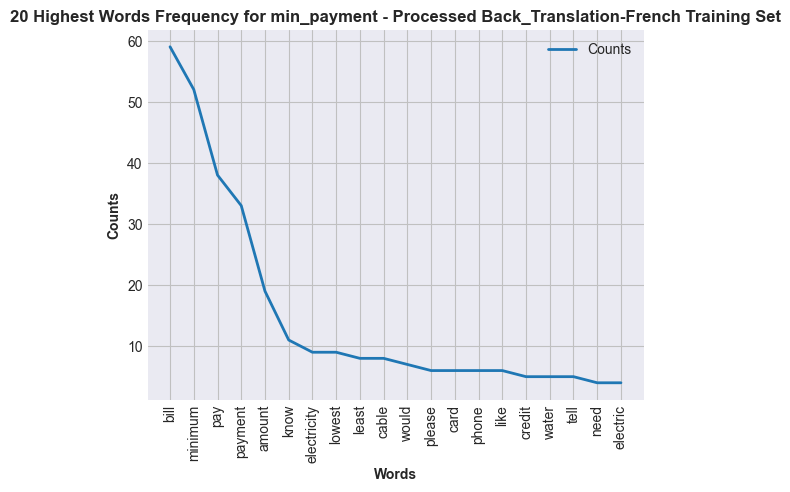 20 Highest Words Frequency for min_payment - Processed Back_Translation-French Training Set
Counts
Counts
60
50
40
30
20
10
bill
minimum
pay
payment
amount
know
electricity
lowest
least
cable
would
please
card
phone
like
credit
water
tell
need
electric
Words